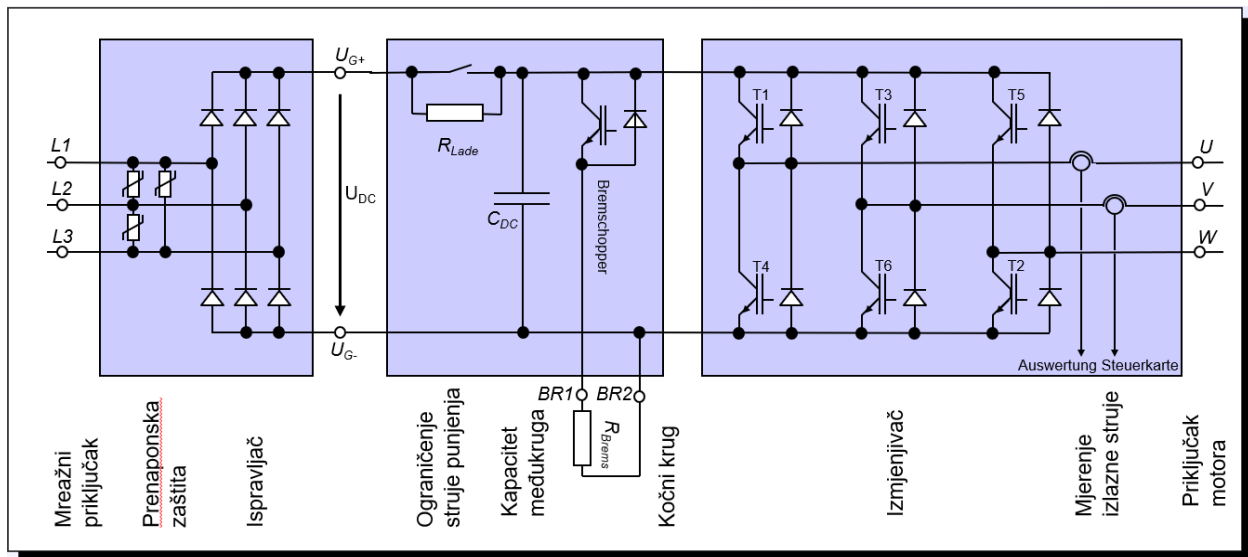 U_G+
L1
L2
L3
R_Lade
U_DC
C_DC
Bremschopper
T1
T3
T5
T4
T6
T2
U
V
W
U_G-
Auswertung Steuerkarte
BR1
BR2
R_Brems
Mreažni
priključak
Prenaponska
zaštita
Ispravljač
Ograničenje
struje punjenja
Kapacitet
međukruga
Kočni krug
Izmjenjivač
Mjerenje
izlazne struje
Priključak
motora